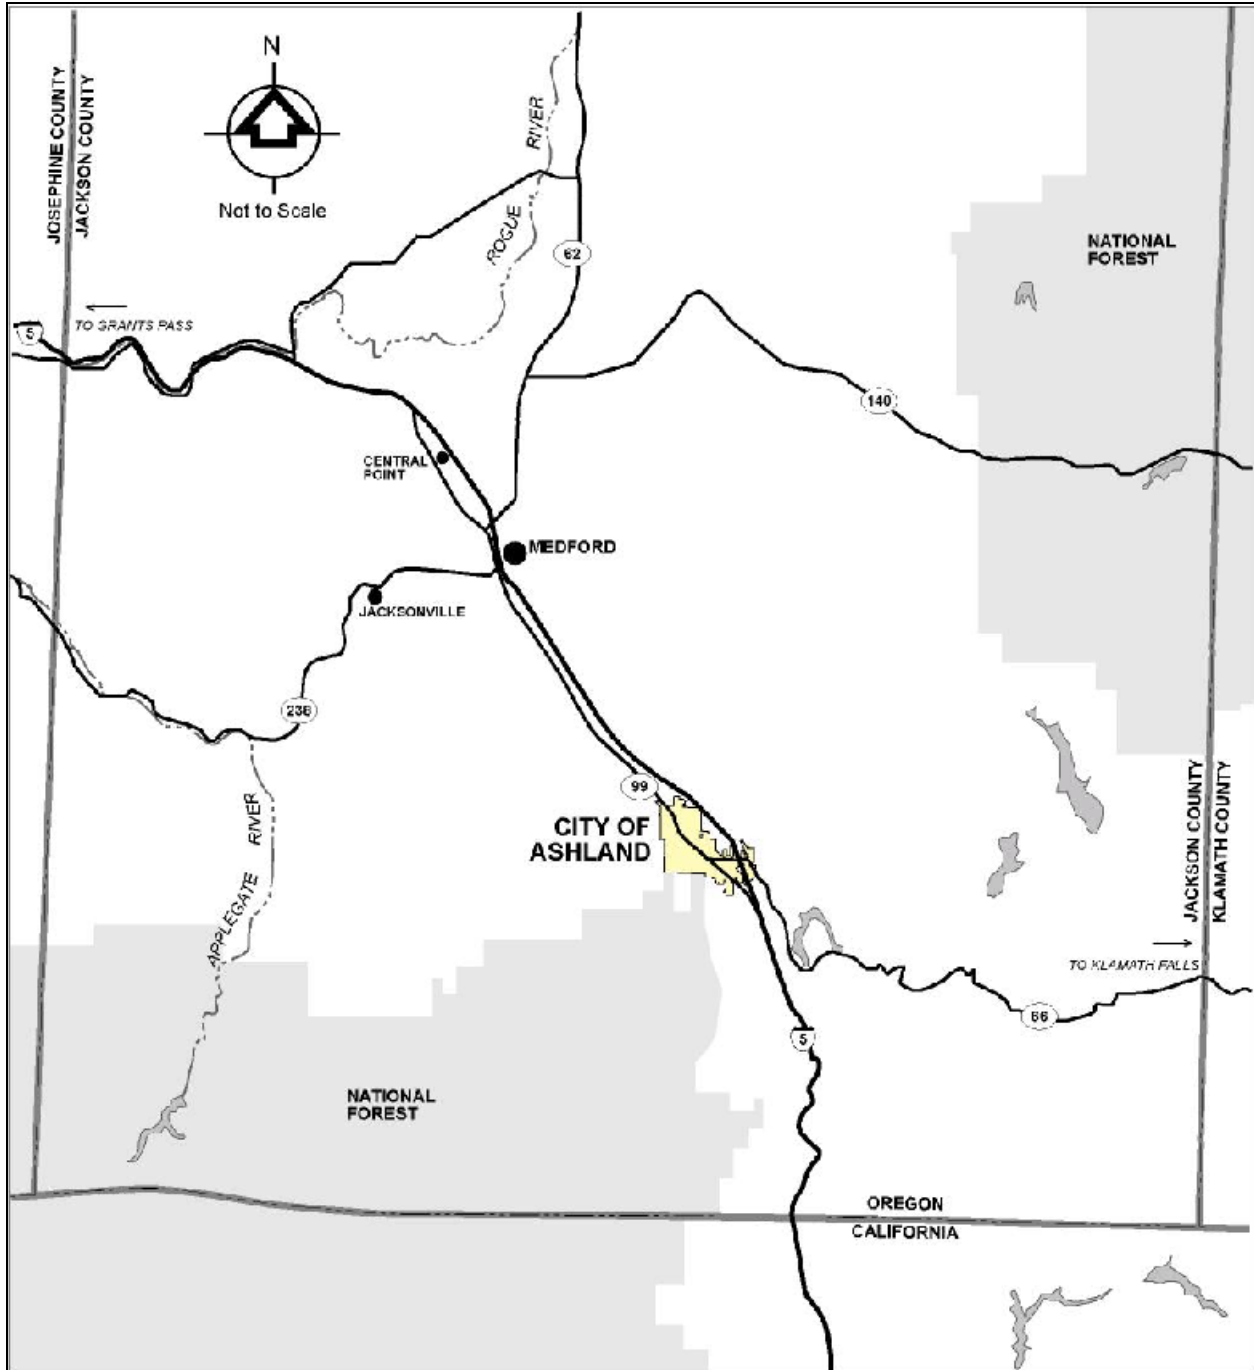 N
Not to Scale
JOSEPHINE COUNTY
JACKSON COUNTY
RIVER
ROGUE
62
NATIONAL
FOREST
5
TO GRANTS PASS
140
CENTRAL
POINT
MEDFORD
JACKSONVILLE
238
99
CITY OF
ASHLAND
APPLEGATE RIVER
JACKSON COUNTY
KLAMATH COUNTY
TO KLAMATH FALLS
66
5
NATIONAL
FOREST
OREGON
CALIFORNIA